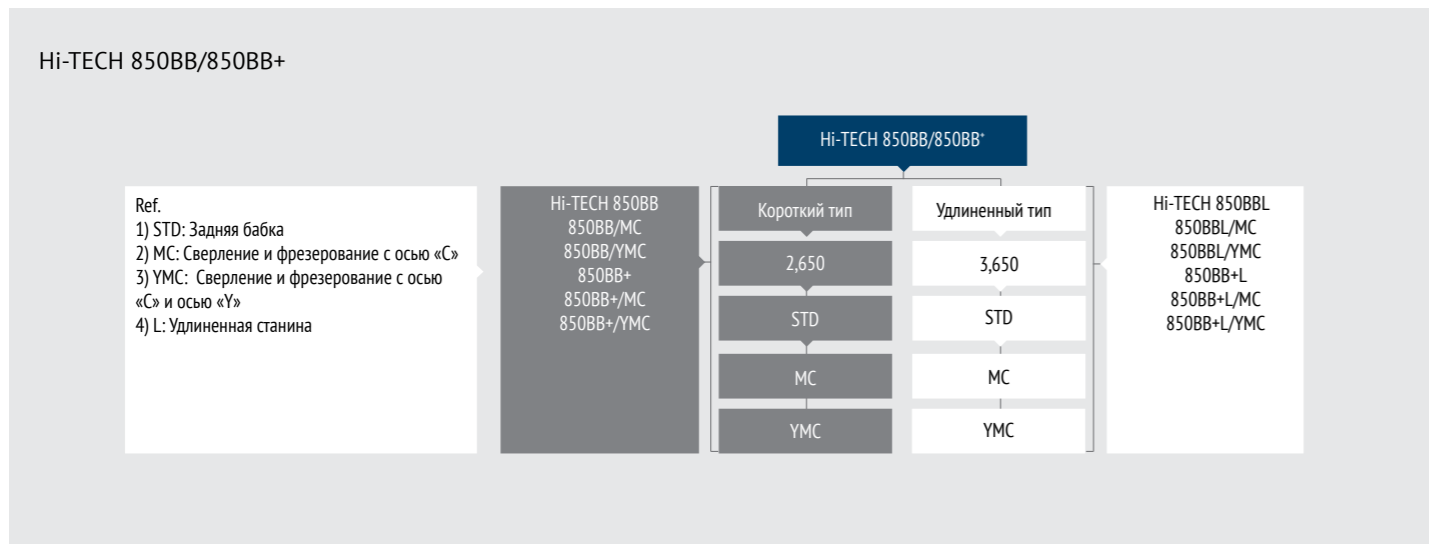 Hi-TECH 850BB/850BB+
Hi-TECH 850BB/850BB+
Ref.
1) STD: Задняя бабка
2) MC: Сверление и фрезерование с осью «C»
3) YMC: Сверление и фрезерование с осью
«C» и осью «Y»
4) L: Удлиненная станина
Hi-TECH 850BB
850BB/MC
850BB/YMC
850BB+
850BB+/MC
850BB+/YMC
Короткий тип
2,650
STD
MC
YMC
Удлиненный тип
3,650
STD
MC
YMC
Hi-TECH 850BBL
850BBL/MC
850BBL/YMC
850BB+L
850BB+L/MC
850BB+L/YMC